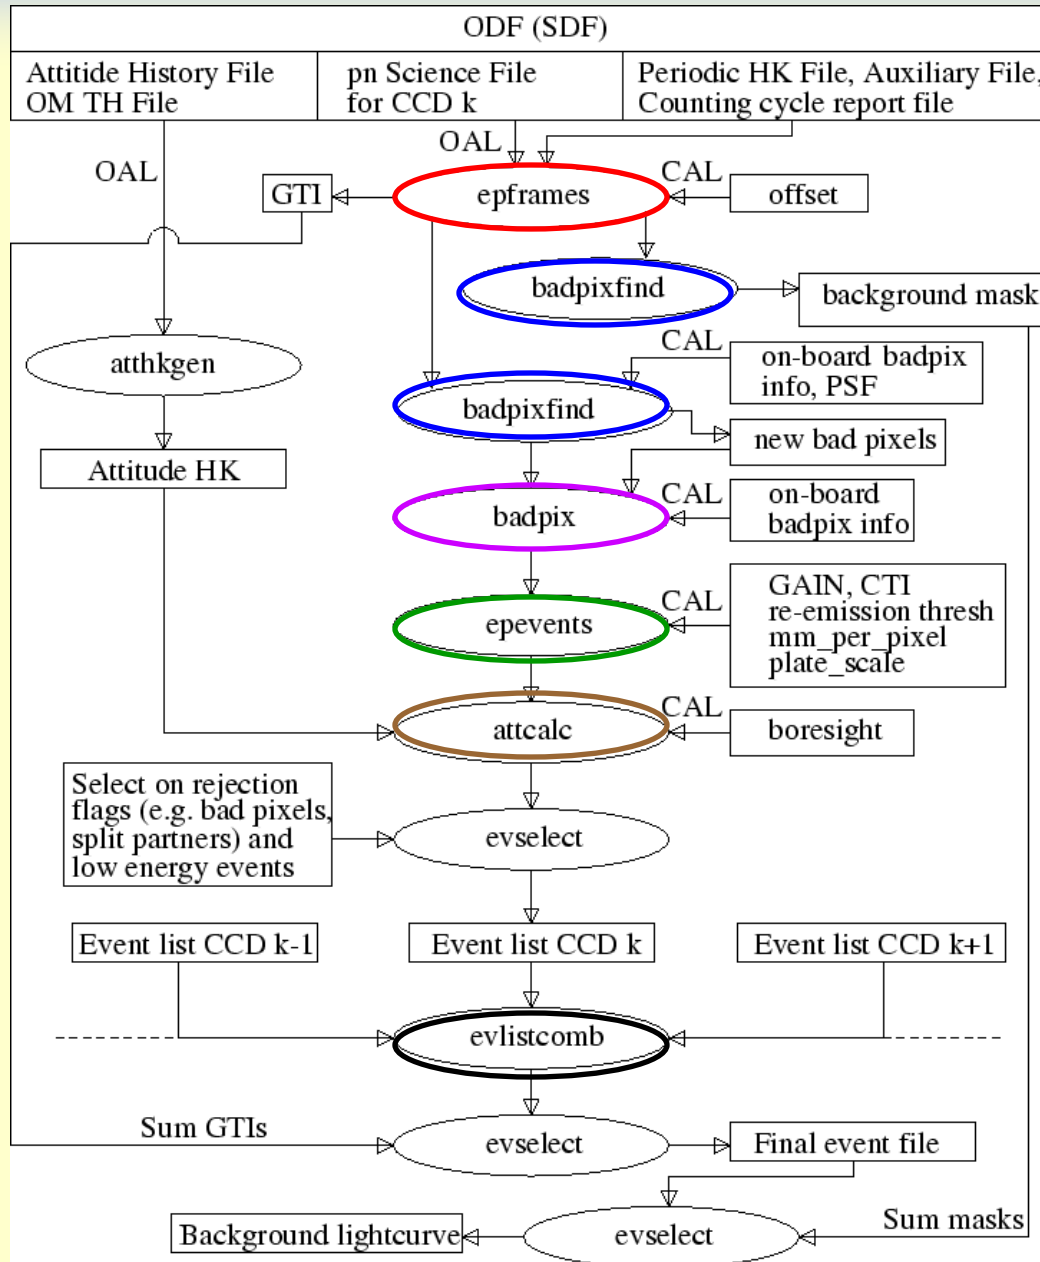 ODF (SDF)
Attitide History File
OM TH File
pn Science File
for CCD k
Periodic HK File, Auxiliary File,
Counting cycle report file
OAL
OAL
CAL
GTI
epframes
offset
badpixfind
background mask
CAL
on-board badpix
info, PSF
atthkgen
badpixfind
new bad pixels
Attitude HK
CAL
on-board
badpix info
badpix
CAL
GAIN, CTI
re-emission thresh
mm_per_pixel
plate_scale
epevents
CAL
attcalc
boresight
Select on rejection
flags (e.g. bad pixels,
split partners) and
low energy events
evselect
Event list CCD k-1
Event list CCD k
Event list CCD k+1
evlistcomb
Sum GTIs
evselect
Final event file
Sum masks
Background lightcurve
evselect